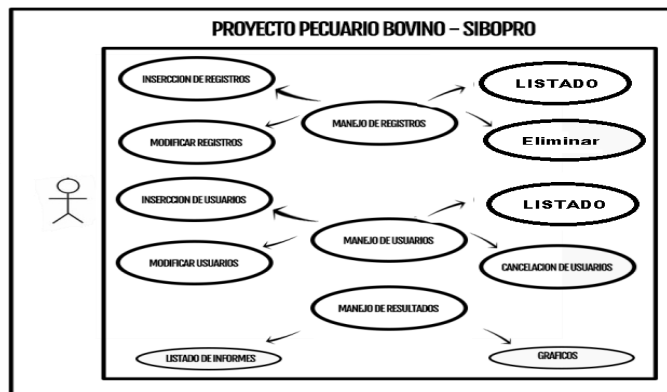 PROYECTO PECUARIO BOVINO – SIBOPRO
INSERCCION DE REGISTROS
LISTADO
MANEJO DE REGISTROS
MODIFICAR REGISTROS
Eliminar
INSERCCION DE USUARIOS
LISTADO
MANEJO DE USUARIOS
MODIFICAR USUARIOS
CANCELACION DE USUARIOS
MANEJO DE RESULTADOS
LISTADO DE INFORMES
GRAFICOS